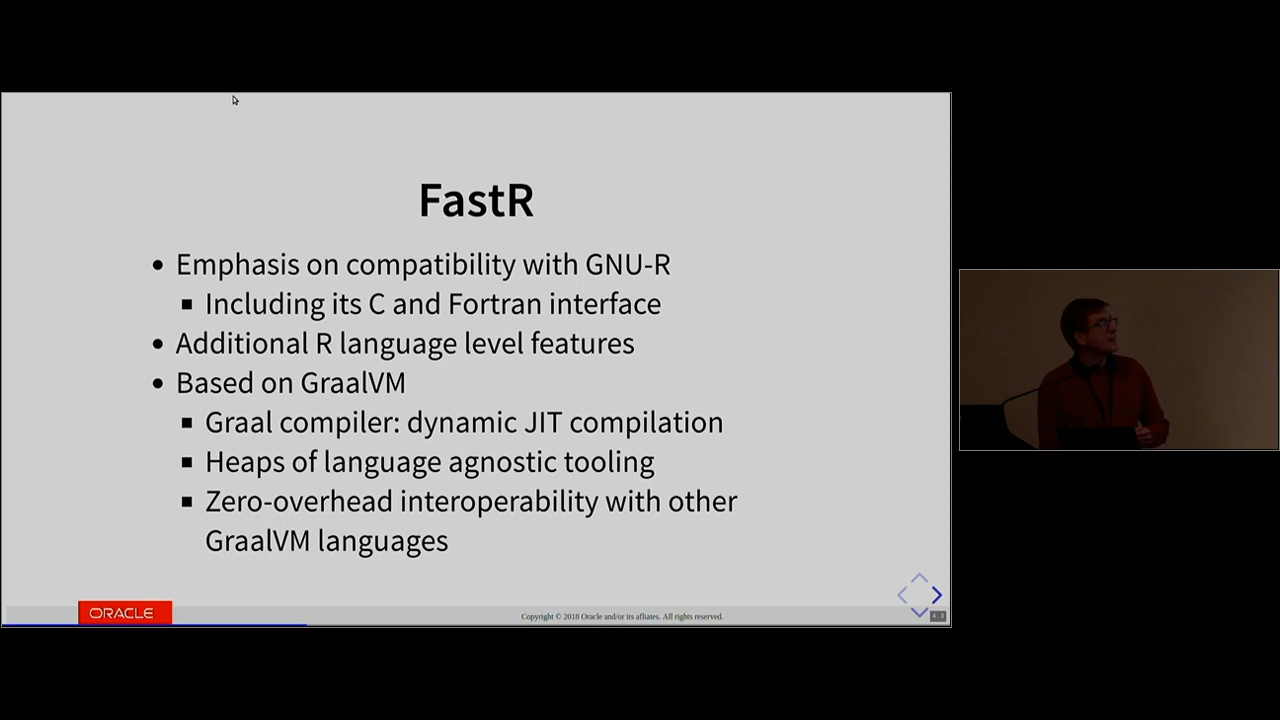 FastR
Emphasis on compatibility with GNU-R
Including its C and Fortran interface
Additional R language level features
Based on GraalVM
Graal compiler: dynamic JIT compilation
Heaps of language agnostic tooling
Zero-overhead interoperability with other
GraalVM languages
ORACLE
Copyright © 2018 Oracle and/or its afliates. All rights reserved.